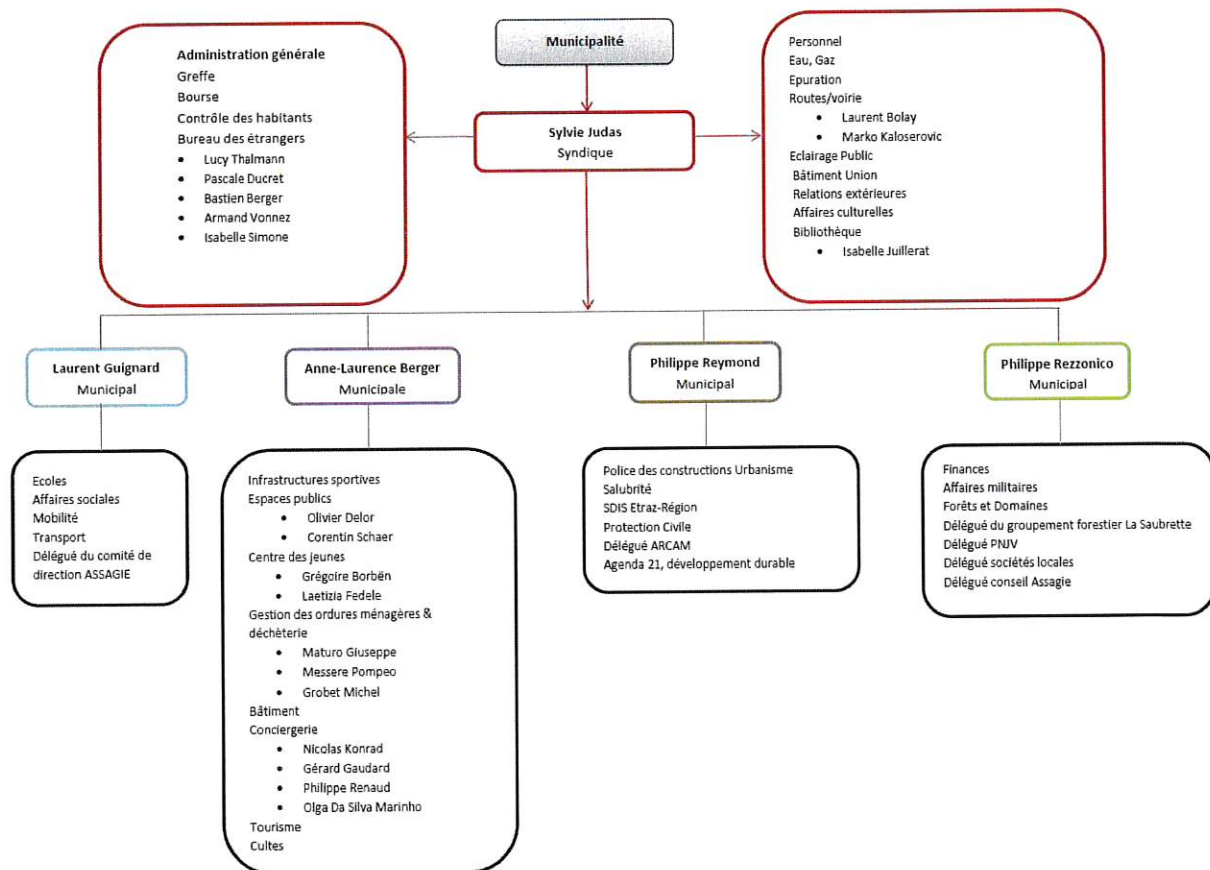 Municipalité
Sylvie Judas
Syndique
Administration générale
Greffe
Bourse
Contrôle des habitants
Bureau des étrangers
• Lucy Thalmann
• Pascale Ducret
• Bastien Berger
• Armand Vonnez
• Isabelle Simone
Personnel
Eau, Gaz
Epuration
Routes/voirie
• Laurent Bolay
• Marko Kaloserovic
Eclairage Public
Bâtiment Union
Relations extérieures
Affaires culturelles
Bibliothèque
• Isabelle Juillerat
Laurent Guignard
Municipal
Ecoles
Affaires sociales
Mobilité
Transport
Délégué du comité de
direction ASSAGIE
Anne-Laurence Berger
Municipale
Infrastructures sportives
Espaces publics
• Olivier Delor
• Corentin Schaer
Centre des jeunes
• Grégoire Borbën
• Laetizia Fedele
Gestion des ordures ménagères &
déchèterie
• Maturo Giuseppe
• Messere Pompeo
• Grobet Michel
Bâtiment
Conciergerie
• Nicolas Konrad
• Gérard Gaudard
• Philippe Renaud
• Olga Da Silva Marinho
Tourisme
Cultes
Philippe Reymond
Municipal
Police des constructions Urbanisme
Salubrité
SDIS Etraz-Région
Protection Civile
Délégué ARCAM
Agenda 21, développement durable
Philippe Rezzonico
Municipal
Finances
Affaires militaires
Forêts et Domaines
Délégué du groupement forestier La Saubrette
Délégué PNJV
Délégué sociétés locales
Délégué conseil Assagie